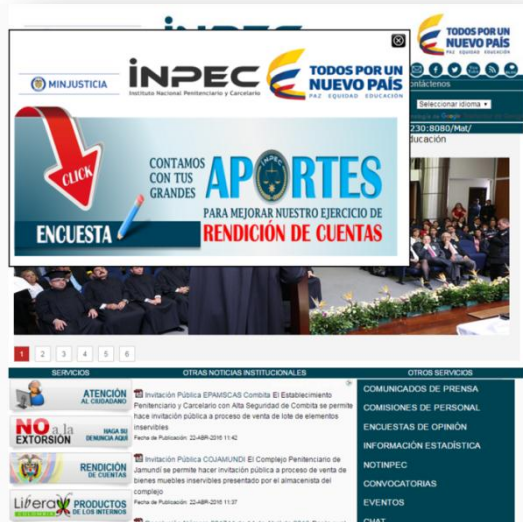 TODOS POR UN
NUEVO PAÍS
MINJUSTICIA
INPEC
Instituto Nacional Penitenciario y Carcelario
TODOS POR UN
NUEVO PAÍS
PAZ EQUIDAD EDUCACIÓN
ontáctenos
Seleccionar idioma
230:8080/Mat/
ducación
CLICK
ENCUESTA
CONTAMOS
CON TUS
GRANDES
APORTES
PARA MEJORAR NUESTRO EJERCICIO DE
RENDICIÓN DE CUENTAS
1 2 3 4 5 6
SERVICIOS
OTRAS NOTICIAS INSTITUCIONALES
OTROS SERVICIOS
ATENCIÓN
AL CIUDADANO
NO a la
EXTORSIÓN
HAGA SU
DENUNCIA AQUÍ
RENDICIÓN
DE CUENTAS
Libera
PRODUCTOS
DE LOS INTERNOS
Invitación Pública EPAMSCAS Combita El Establecimiento
Penitenciario y Carcelario con Alta Seguridad de Combita se permite
hace invitación pública a proceso de venta de lote de elementos
inservibles
Fecha de Publicación: 22-ABR-2016 11:42
Invitación Pública COJAMUNDI El Complejo Penitenciario de
Jamundí se permite hacer invitación pública a proceso de venta de
bienes muebles inservibles presentado por el almacenista del
complejo
Fecha de Publicación: 22-ABR-2016 11:37
COMUNICADOS DE PRENSA
COMISIONES DE PERSONAL
ENCUESTAS DE OPINIÓN
INFORMACIÓN ESTADÍSTICA
NOTINPEC
CONVOCATORIAS
EVENTOS
CHAT